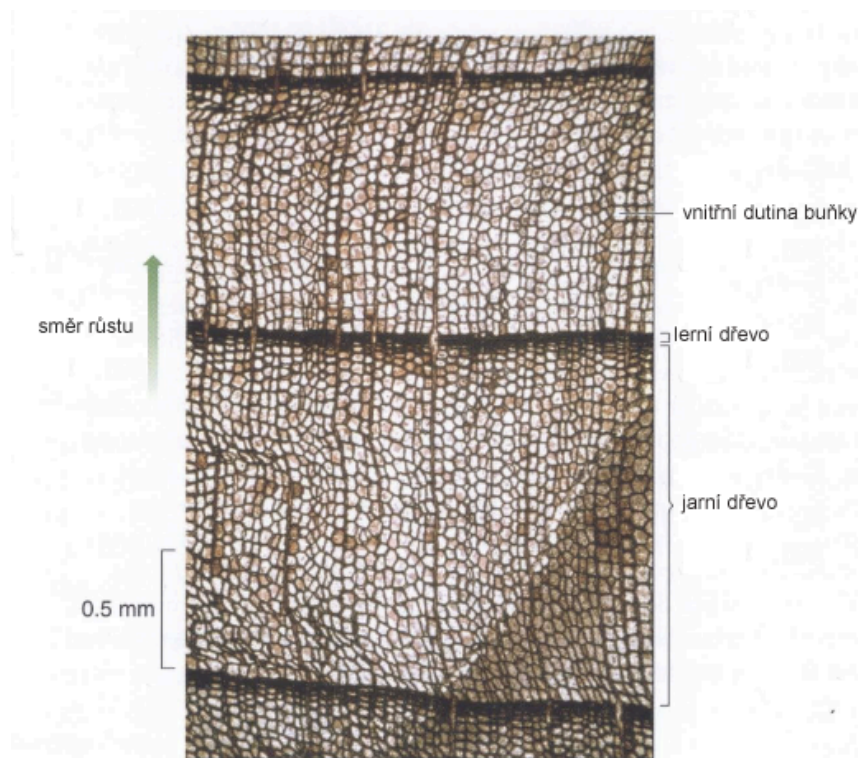 vnitřní dutina buňky
směr růstu
lerní dřevo
jarní dřevo
0.5 mm